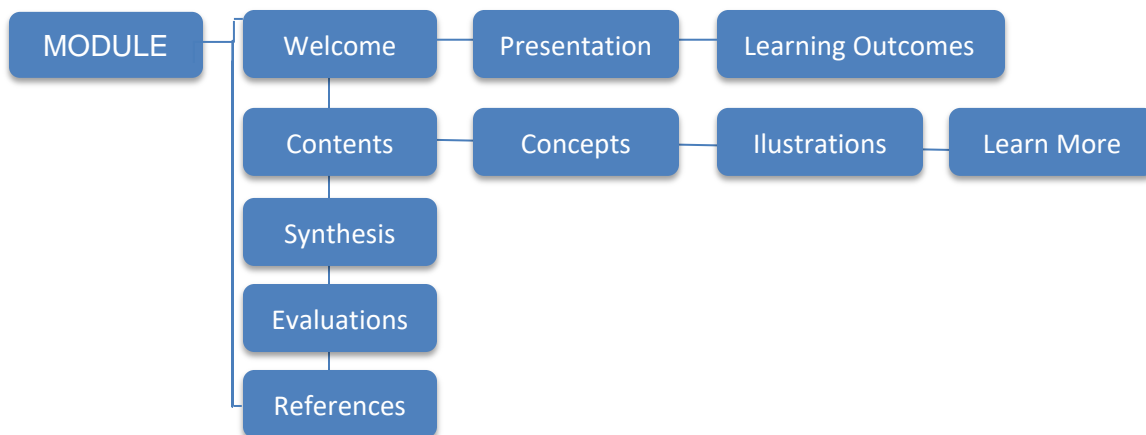 MODULE
Welcome
Presentation
Learning Outcomes
Contents
Concepts
Ilustrations
Learn More
Synthesis
Evaluations
References